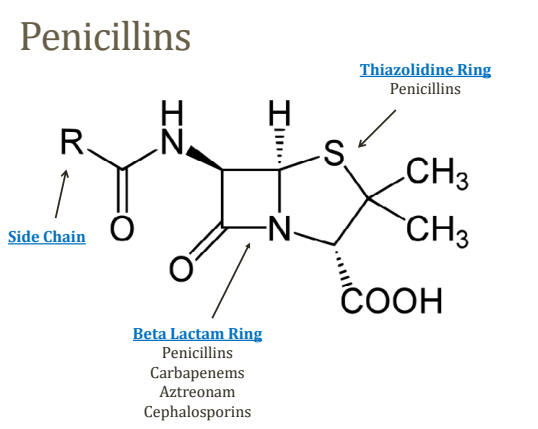 Penicillins
Thiazolidine Ring
Penicillins
H
H
R
N
S
CH3
O
N
CH3
O
COOH
Side Chain
Beta Lactam Ring
Penicillins
Carbapenems
Aztreonam
Cephalosporins